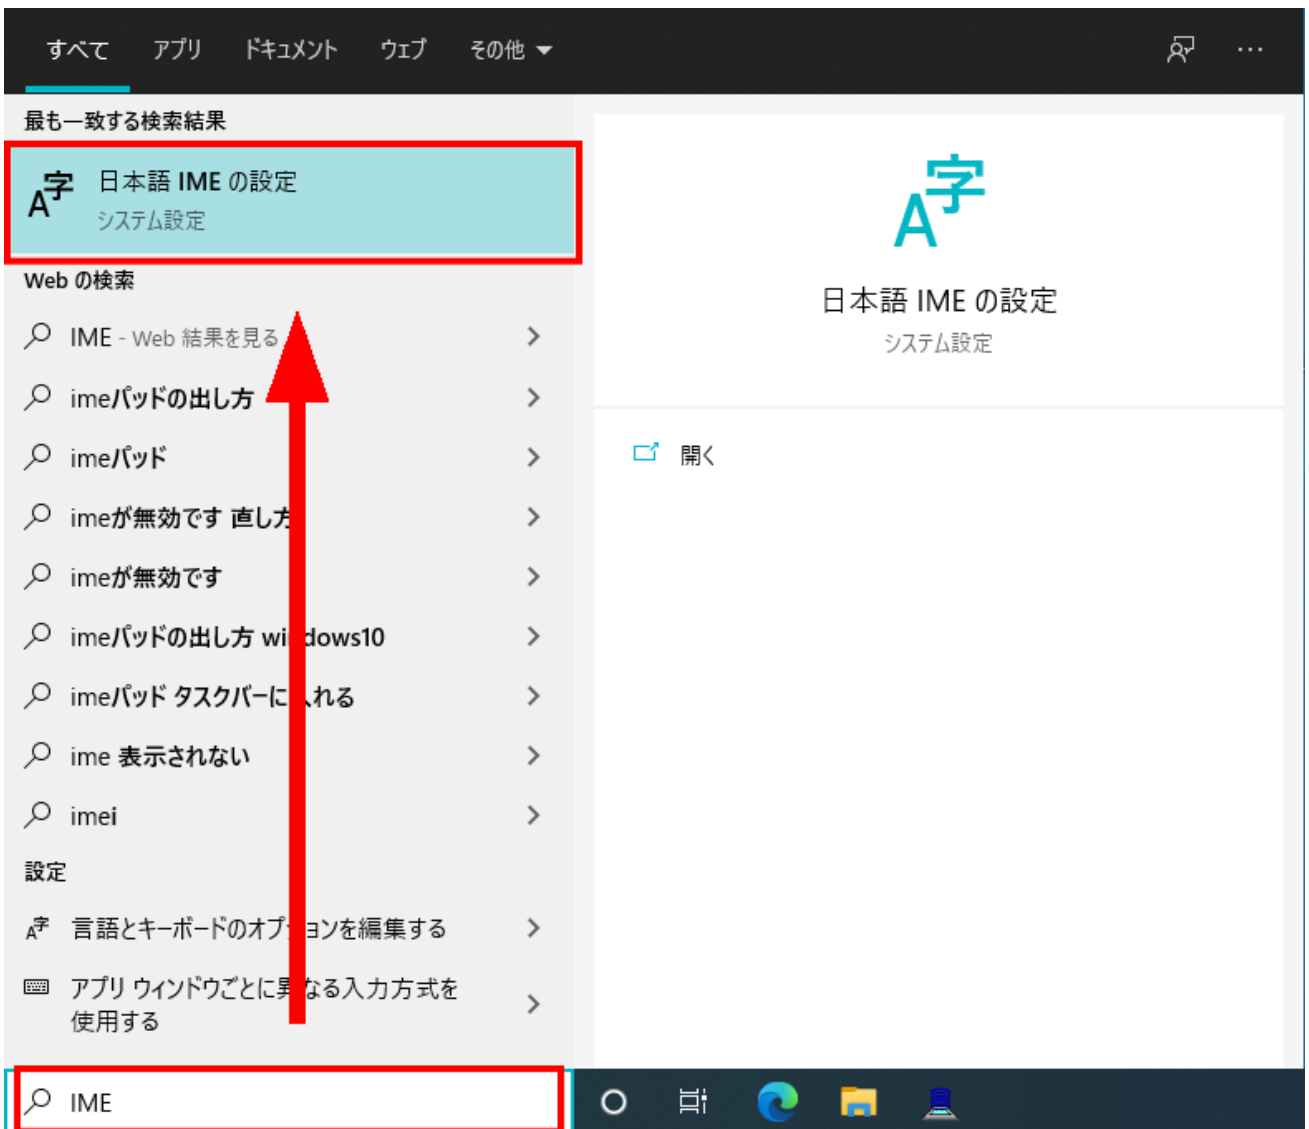 すべて アプリ ドキュメント ウェブ その他
最も一致する検索結果
日本語 IME の設定
システム設定
Web の検索
IME - Web 結果を見る
imeパッドの出し方
imeパッド
imeが無効です 直し方
imeが無効です
imeパッドの出し方 windows10
imeパッド タスクバーに入れる
ime 表示されない
imei
設定
言語とキーボードのオプションを編集する
アプリ ウィンドウごとに異なる入力方式を
使用する
IME
日本語 IME の設定
システム設定
開く